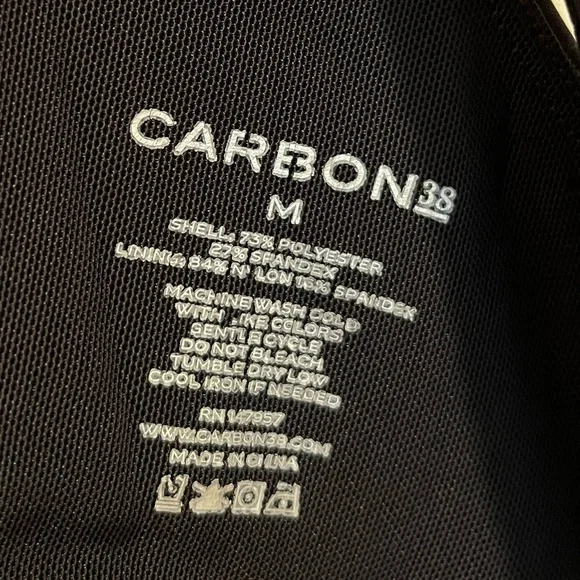 CARBON38
M
SHELL: 73% POLYESTER
27% SPANDEX
LINING: 84% NYLON 16% SPANDEX
MACHINE WASH COLD
WITH LIKE COLORS
GENTLE CYCLE
DO NOT BLEACH
TUMBLE DRY LOW
COOL IRON IF NEEDED
RN 147957
WWW.CARBON38.COM
MADE IN CHINA